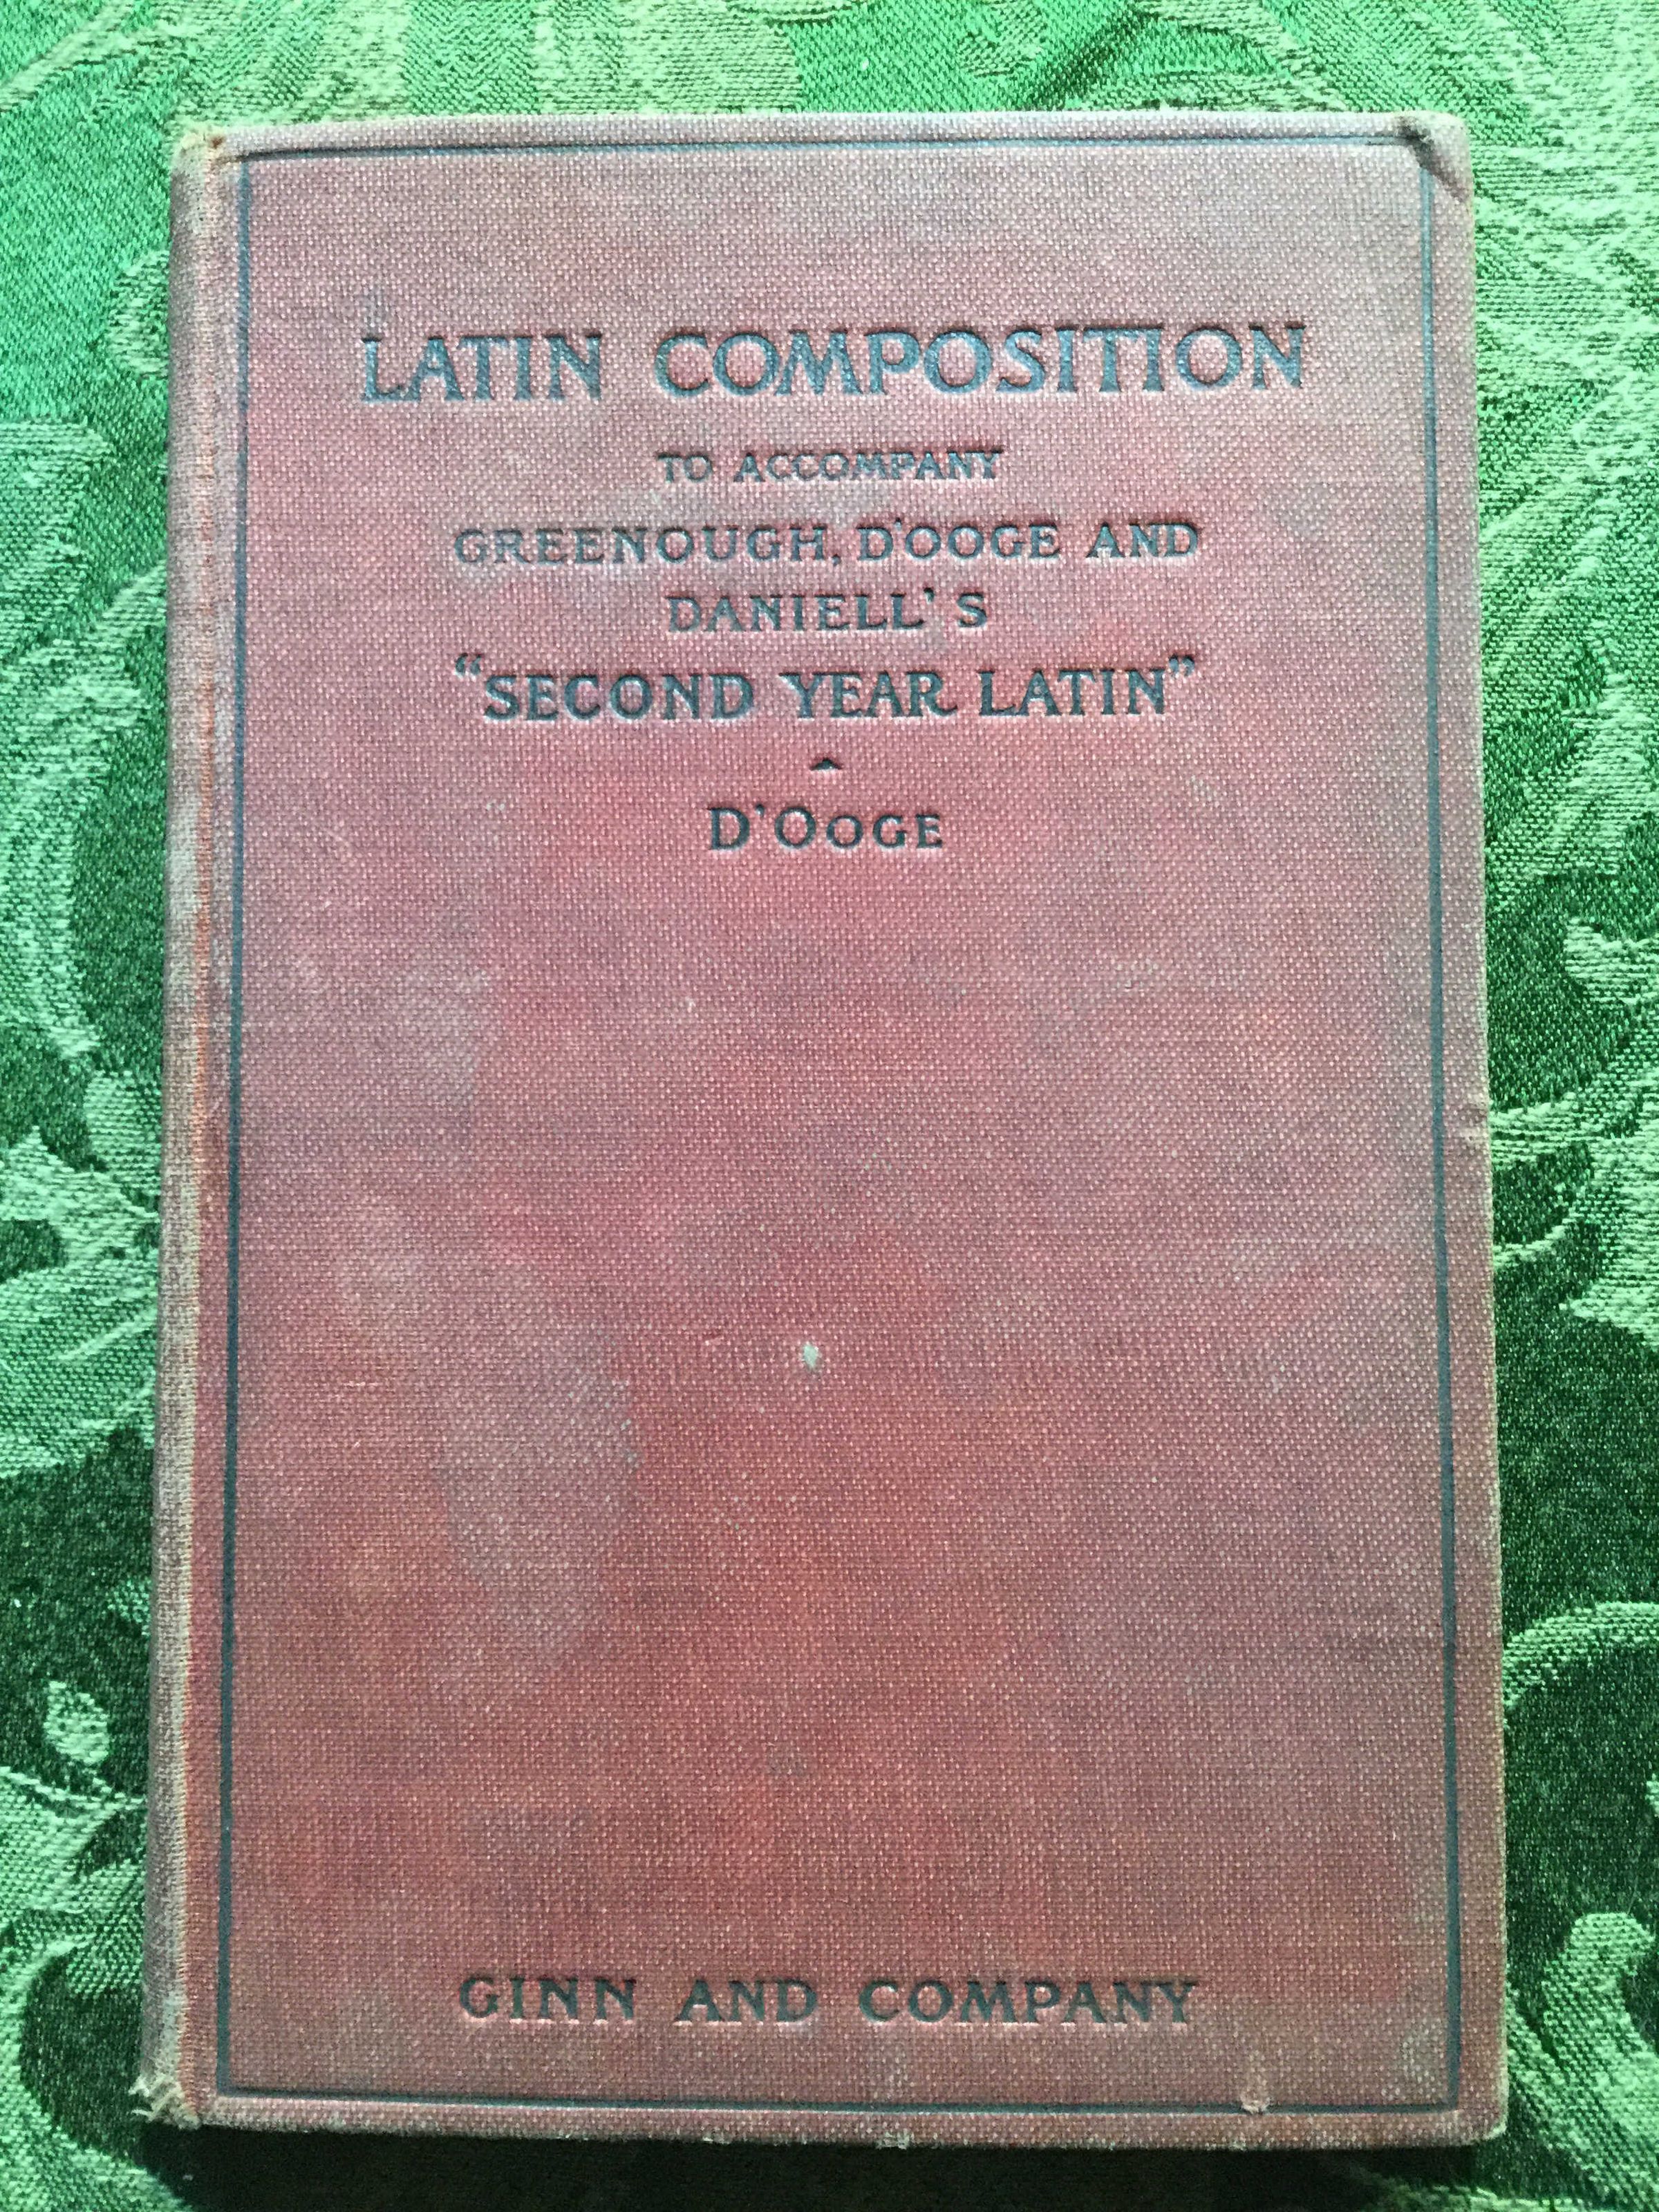 LATIN COMPOSITION
TO ACCOMPANY
GREENOUGH, D'OOGE AND
DANIELL'S
"SECOND YEAR LATIN"
D'OOGE
GINN AND COMPANY